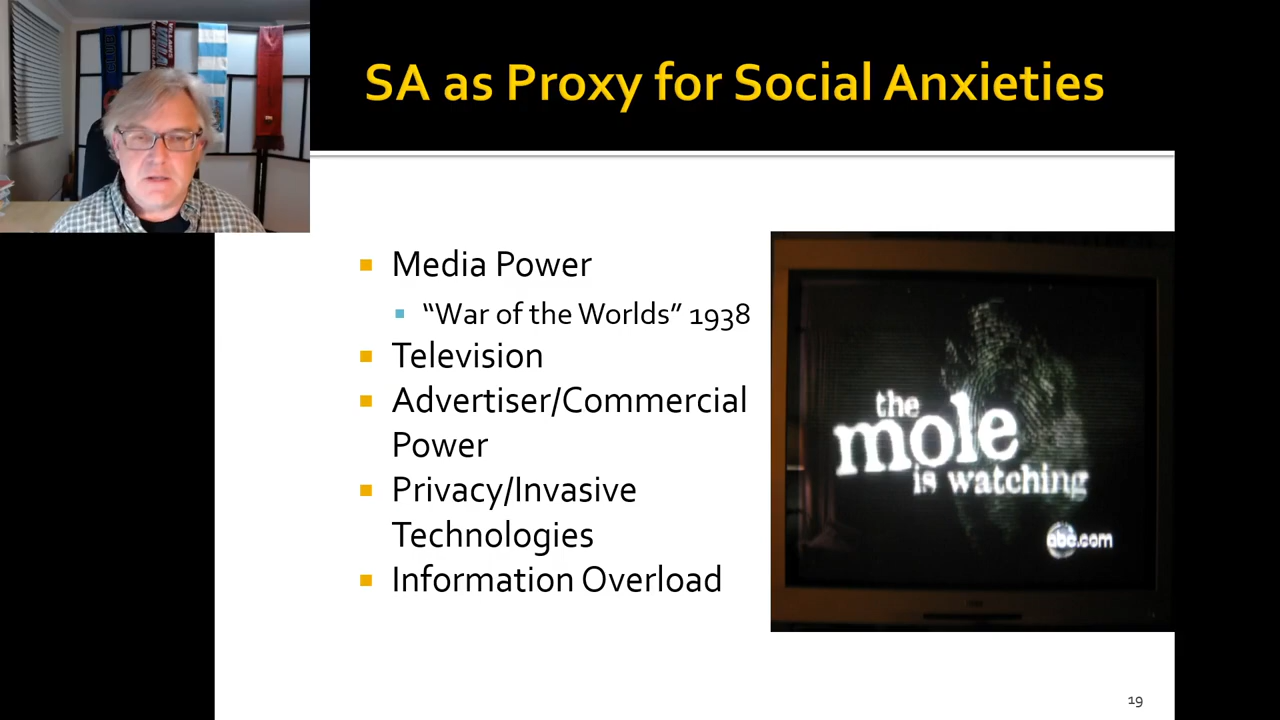 SA as Proxy for Social Anxieties
Media Power
“War of the Worlds” 1938
Television
Advertiser/Commercial
Power
Privacy/Invasive
Technologies
Information Overload
the
mole
is watching
abc.com
19